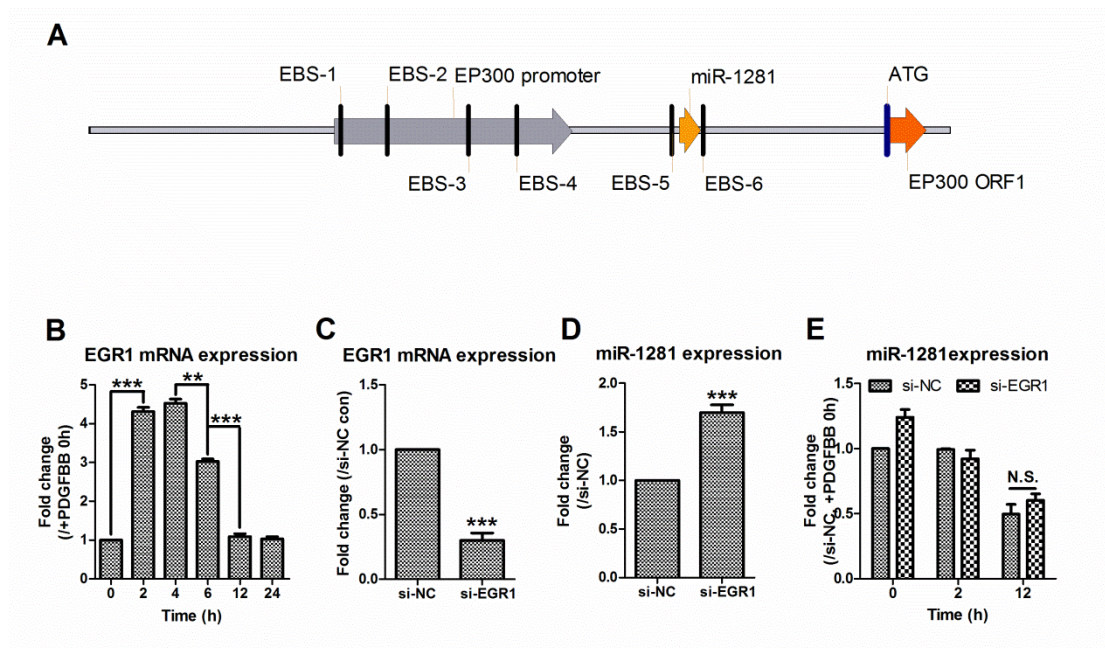 A
EBS-1
EBS-2
EP300 promoter
miR-1281
ATG
EBS-3
EBS-4
EBS-5
EBS-6
EP300 ORF1
B
EGR1 mRNA expression
Fold change
(/+PDGFBB 0h)
5
4
3
2
1
0
***
**
***
0 2 4 6 12 24
Time (h)
C
EGR1 mRNA expression
Fold change (/si-NC con)
1.5
1.0
0.5
0.0
***
si-NC si-EGR1
D
miR-1281 expression
Fold change
(/si-NC)
2.0
1.5
1.0
0.5
0.0
***
si-NC si-EGR1
E
miR-1281expression
si-NC si-EGR1
Fold change
(/si-NC, +PDGFBB 0h)
1.5
1.0
0.5
0.0
N.S.
0 2 12
Time (h)